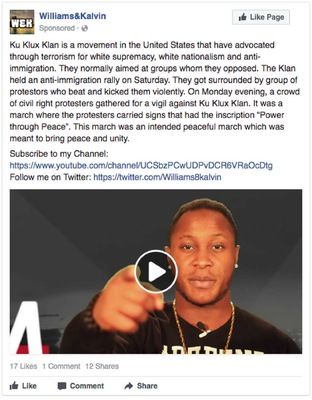 W&K
Williams&Kalvin
Sponsored ·
Like Page
Ku Klux Klan is a movement in the United States that have advocated
through terrorism for white supremacy, white nationalism and anti-
immigration. They normally aimed at groups whom they opposed. The Klan
held an anti-immigration rally on Saturday. They got surrounded by group of
protestors who beat and kicked them violently. On Monday evening, a crowd
of civil right protesters gathered for a vigil against Ku Klux Klan. It was a
march where the protesters carried signs that had the inscription "Power
through Peace". This march was an intended peaceful march which was
meant to bring peace and unity.
Subscribe to my Channel:
https://www.youtube.com/channel/UCSbzPCwUDPvDCR6VRaOcDtg
Follow me on Twitter: https://twitter.com/Williams8kalvin
17 Likes 1 Comment 12 Shares
Like Comment Share